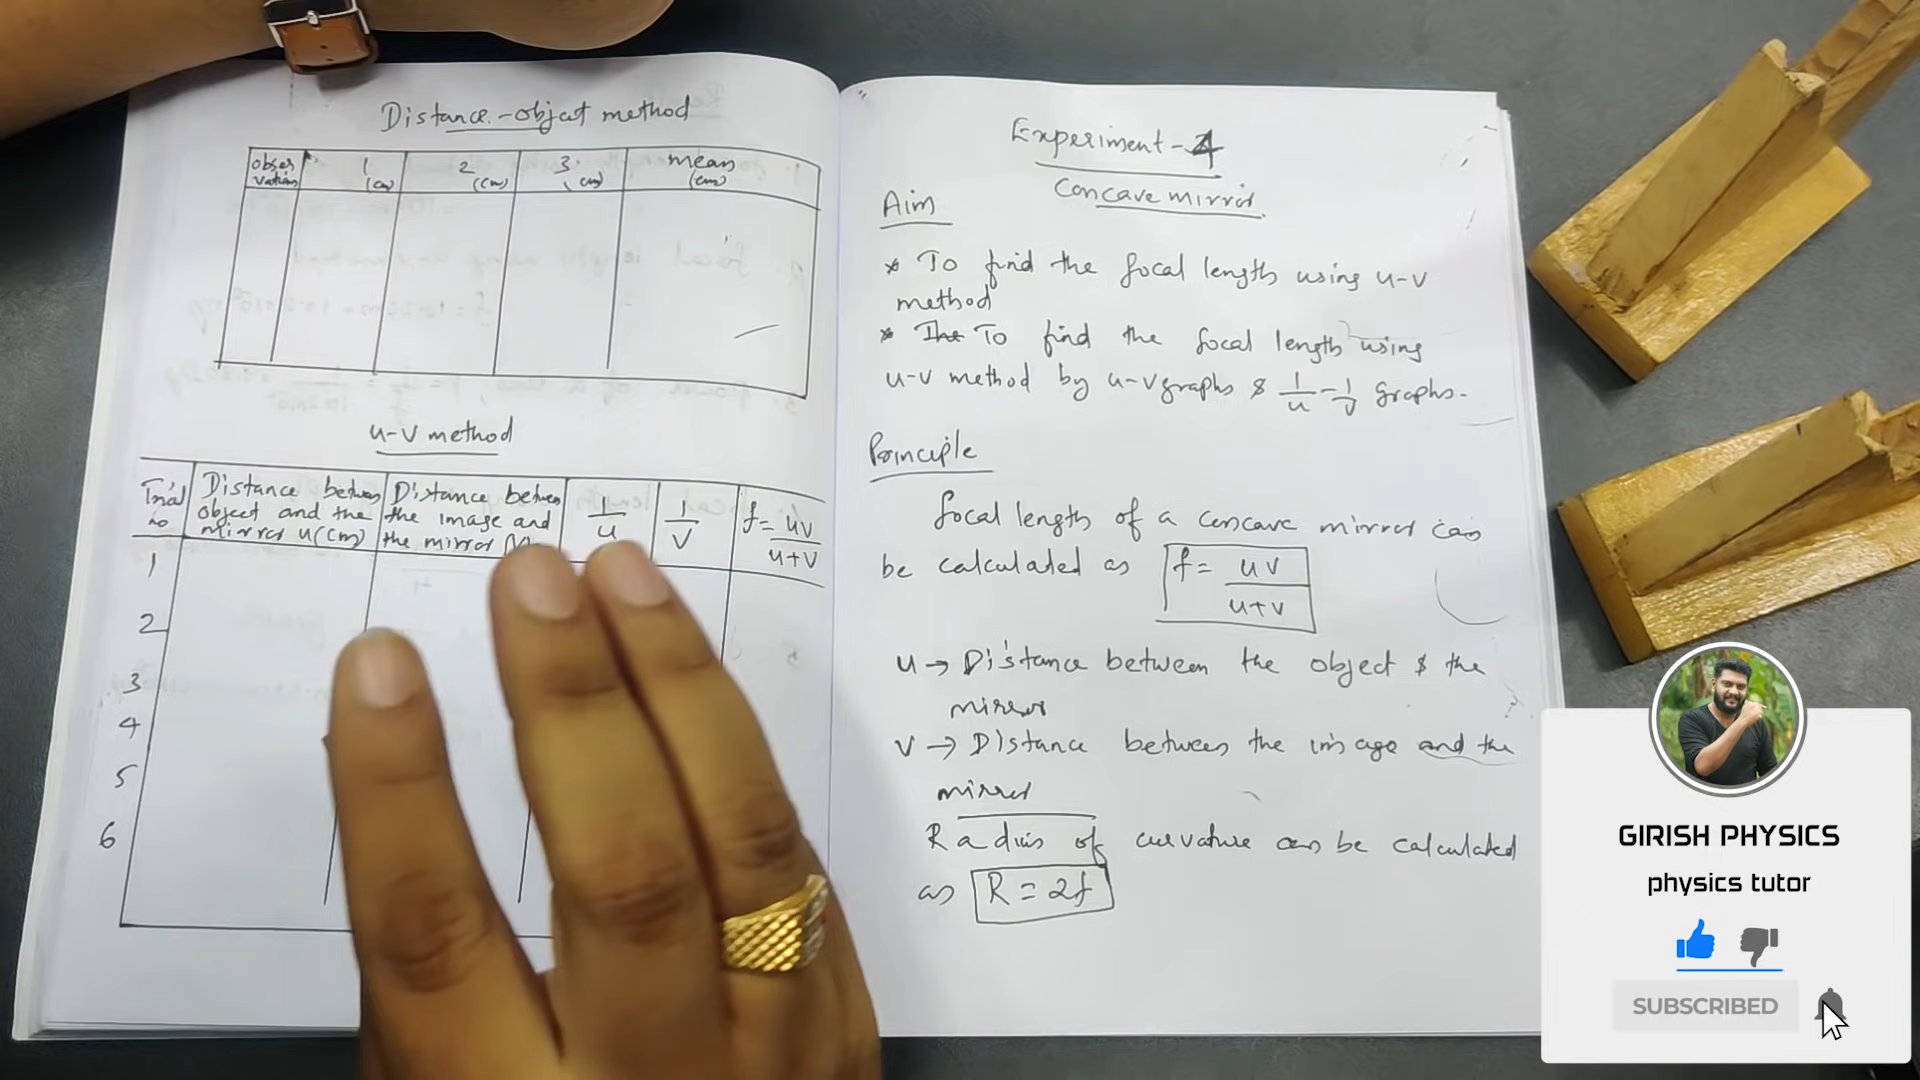 Distance-object method
obser
vations
1
(cm)
2
(cm)
3
(cm)
mean
(cm)
u-v method
Trial
no
Distance between
object and the
mirror u(cm)
Distance between
the image and
the mirror
1/u
1/v
f = uv/u+v
1
2
3
4
5
6
Experiment-4
Concave mirror
Aim
* To find the focal length using u-v
method
* The To find the focal length using
u-v method by u-v graphs & 1/u - 1/v graphs.
Principle
focal length of a concave mirror can
be calculated as f = uv/u+v
u → Distance between the object & the
mirror
v → Distance between the image and the
mirror
Radius of curvature can be calculated
as R = 2f
GIRISH PHYSICS
physics tutor
SUBSCRIBED